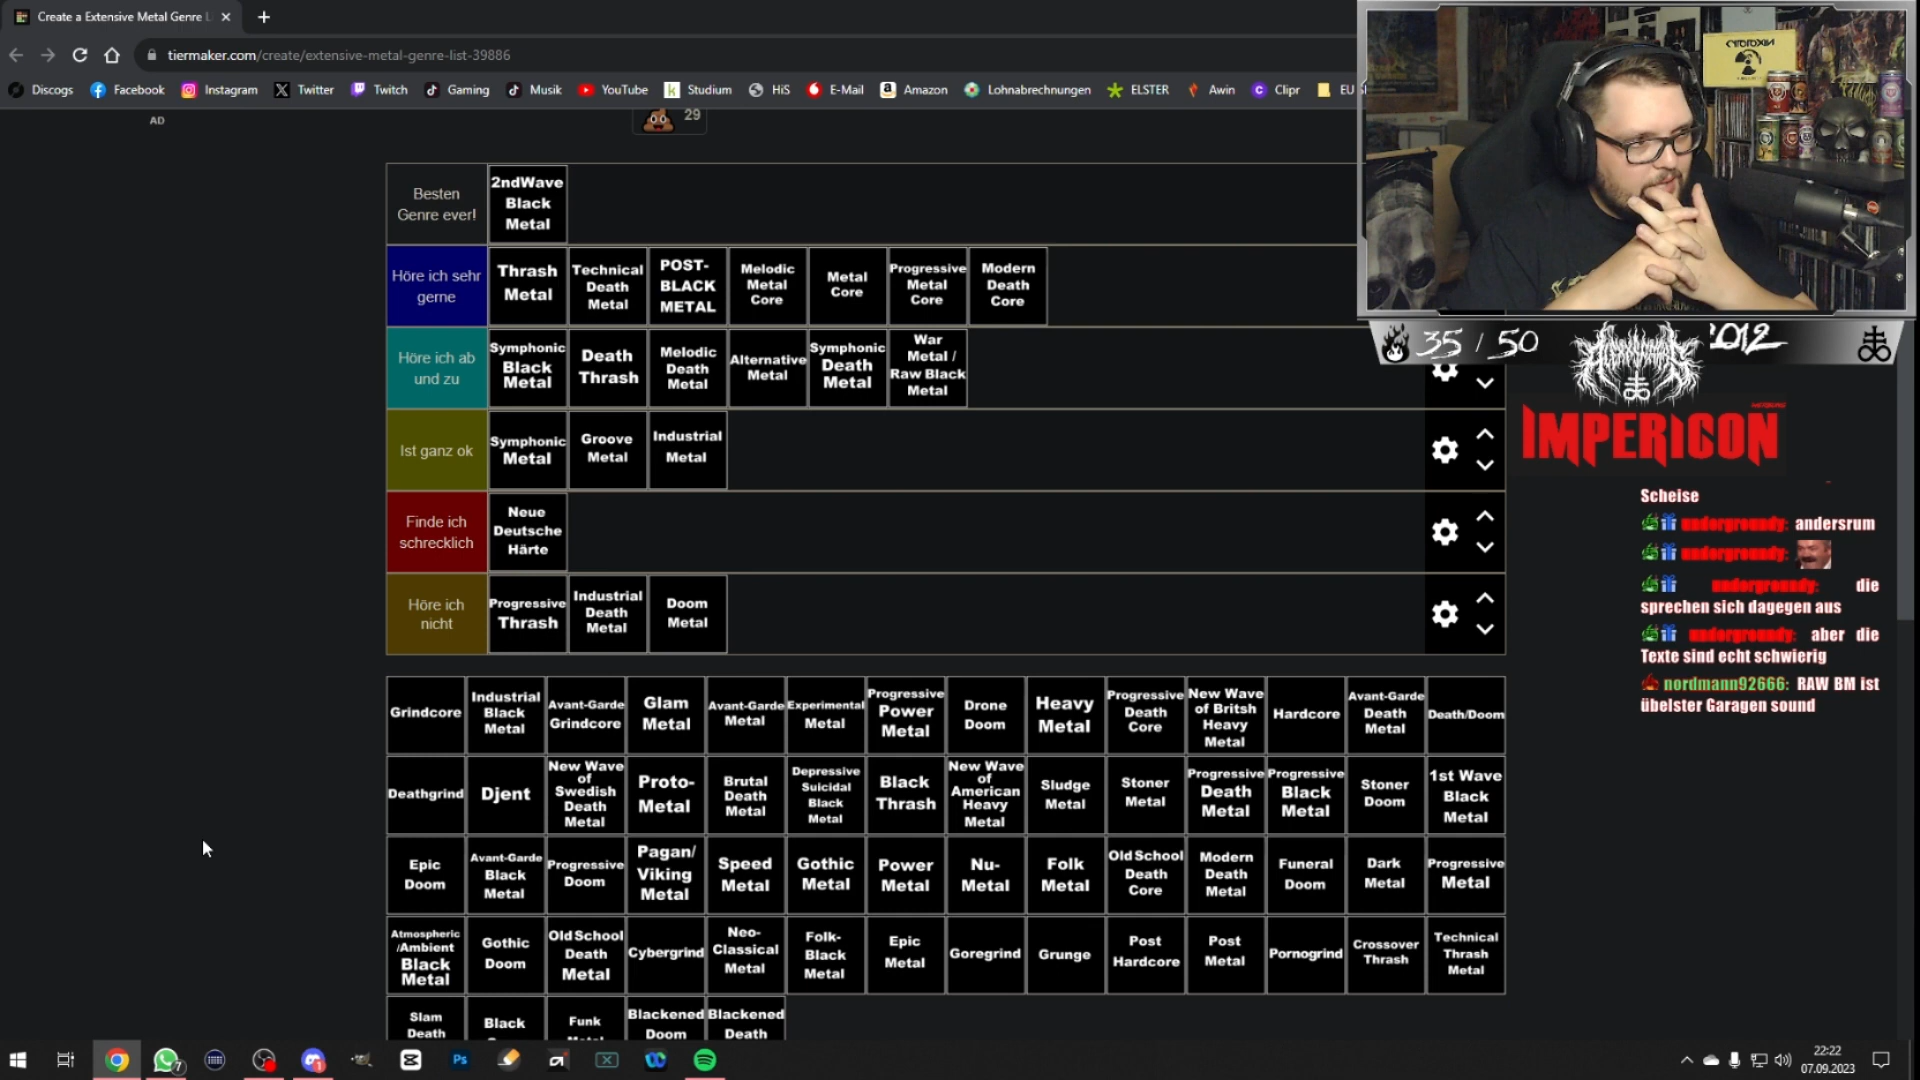 Create a Extensive Metal Genre L
tiermaker.com/create/extensive-metal-genre-list-39886
Discogs
Facebook
Instagram
Twitter
Twitch
Gaming
Musik
YouTube
Studium
HiS
E-Mail
Amazon
Lohnabrechnungen
ELSTER
Awin
Clipr
EU
AD
29
Besten
Genre ever!
2ndWave
Black
Metal
Höre ich sehr
gerne
Thrash
Metal
Technical
Death
Metal
POST-
BLACK
METAL
Melodic
Metal
Core
Metal
Core
Progressive
Metal
Core
Modern
Death
Core
Höre ich ab
und zu
Symphonic
Black
Metal
Death
Thrash
Melodic
Death
Metal
Alternative
Metal
Symphonic
Death
Metal
War
Metal /
Raw Black
Metal
Ist ganz ok
Symphonic
Metal
Groove
Metal
Industrial
Metal
Finde ich
schrecklich
Neue
Deutsche
Härte
Höre ich
nicht
Progressive
Thrash
Industrial
Death
Metal
Doom
Metal
Grindcore
Industrial
Black
Metal
Avant-Garde
Grindcore
Glam
Metal
Avant-Garde
Metal
Experimental
Metal
Progressive
Power
Metal
Drone
Doom
Heavy
Metal
Progressive
Death
Core
New Wave
of Britsh
Heavy
Metal
Hardcore
Avant-Garde
Death
Metal
Death/Doom
Deathgrind
Djent
New Wave
of
Swedish
Death
Metal
Proto-
Metal
Brutal
Death
Metal
Depressive
Suicidal
Black
Metal
Black
Thrash
New Wave
of
American
Heavy
Metal
Sludge
Metal
Stoner
Metal
Progressive
Death
Metal
Progressive
Black
Metal
Stoner
Doom
1st Wave
Black
Metal
Epic
Doom
Avant-Garde
Black
Metal
Progressive
Doom
Pagan/
Viking
Metal
Speed
Metal
Gothic
Metal
Power
Metal
Nu-
Metal
Folk
Metal
Old School
Death
Core
Modern
Death
Metal
Funeral
Doom
Dark
Metal
Progressive
Metal
Atmospheric
/Ambient
Black
Metal
Gothic
Doom
Old School
Death
Metal
Cybergrind
Neo-
Classical
Metal
Folk-
Black
Metal
Epic
Metal
Goregrind
Grunge
Post
Hardcore
Post
Metal
Pornogrind
Crossover
Thrash
Technical
Thrash
Metal
Slam
Death
Black
Funk
Blackened
Doom
Blackened
Death
CYTOTOXIN
35 / 50
2012
IMPERICON
Scheise
undergroundy: andersrum
undergroundy:
undergroundy: die
sprechen sich dagegen aus
undergroundy: aber die
Texte sind echt schwierig
nordmann92666: RAW BM ist
übelster Garagen sound
7
1
Ps
22:22
07.09.2023